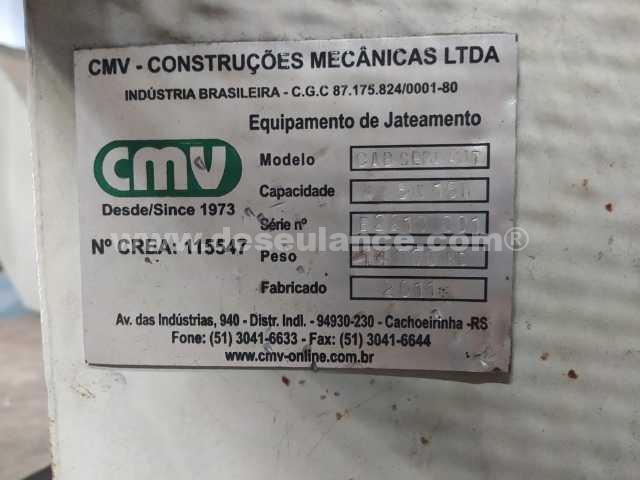 CMV - CONSTRUÇÕES MECÂNICAS LTDA
INDÚSTRIA BRASILEIRA - C.G.C 87.175.824/0001-80
Equipamento de Jateamento
cmv
Desde/Since 1973
Nº CREA: 115547
Modelo
Capacidade
Série nº
Peso
Fabricado 2011
www.deseulance.com®
Av. das Indústrias, 940 - Distr. Indl. - 94930-230 - Cachoeirinha -RS
Fone: (51) 3041-6633 - Fax: (51) 3041-6644
www.cmv-online.com.br